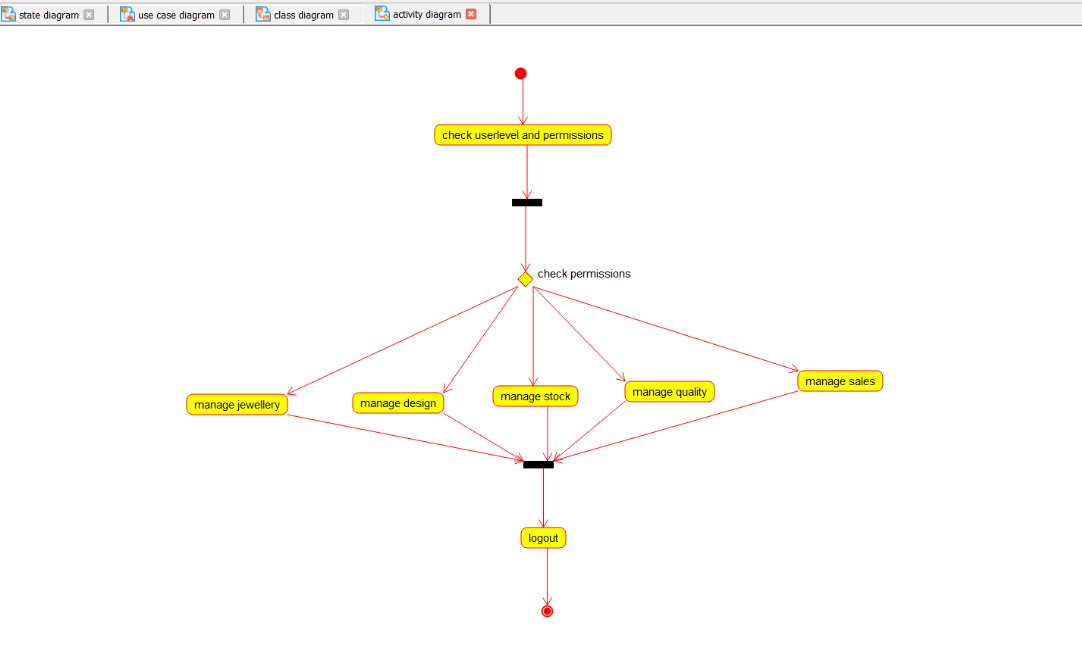 state diagram
use case diagram
class diagram
activity diagram
check userlevel and permissions
check permissions
manage jewellery
manage design
manage stock
manage quality
manage sales
logout